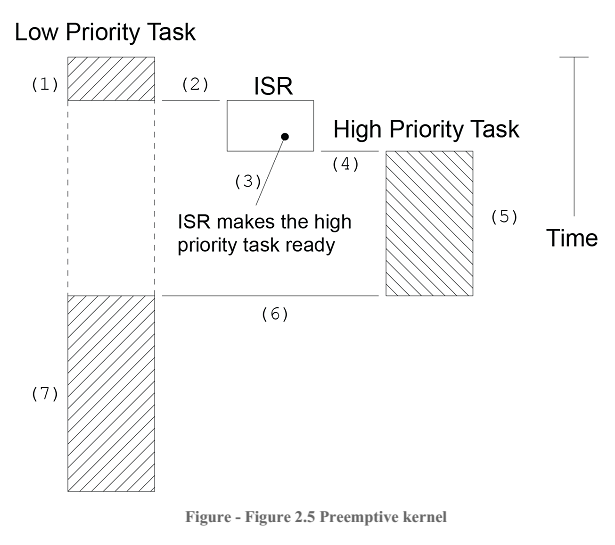 Low Priority Task
(1)
(2)
ISR
High Priority Task
(3)
(4)
ISR makes the high
priority task ready
(5)
Time
(6)
(7)
Figure - Figure 2.5 Preemptive kernel